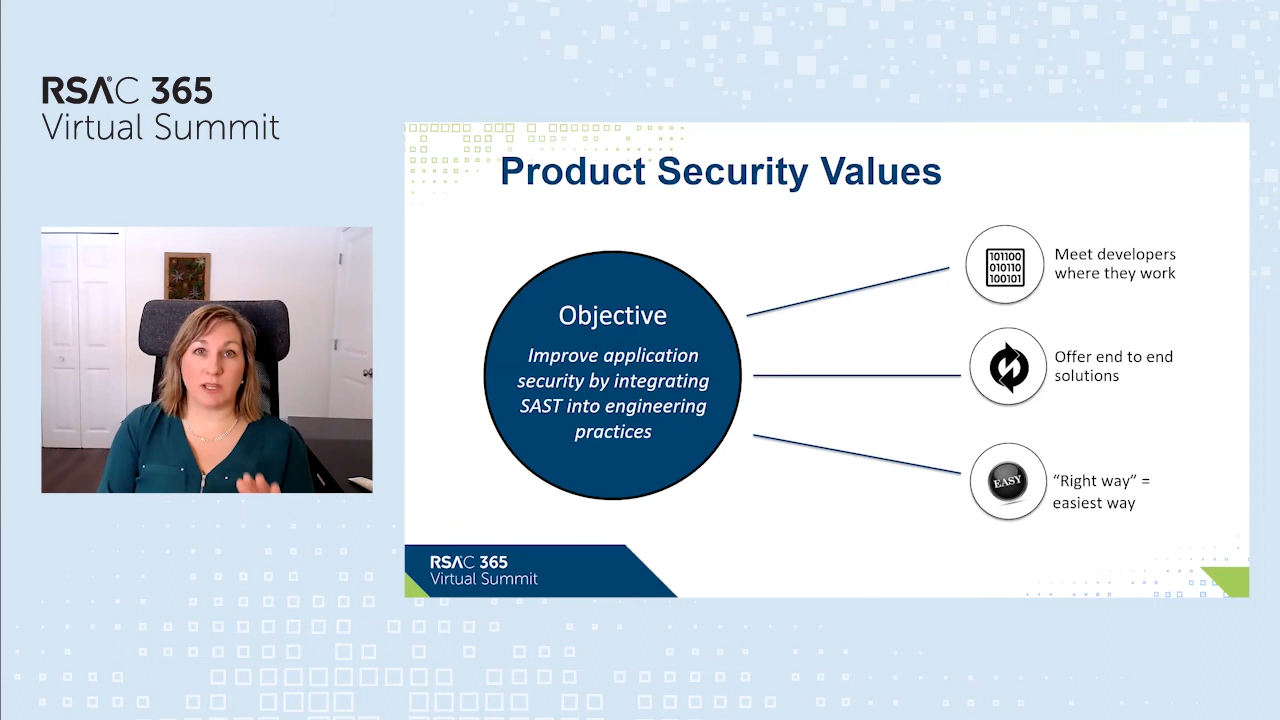 RSAC 365
Virtual Summit
Product Security Values
Objective
Improve application
security by integrating
SAST into engineering
practices
101100
010110
100101
Meet developers
where they work
Offer end to end
solutions
EASY
“Right way” =
easiest way
RSAC 365
Virtual Summit